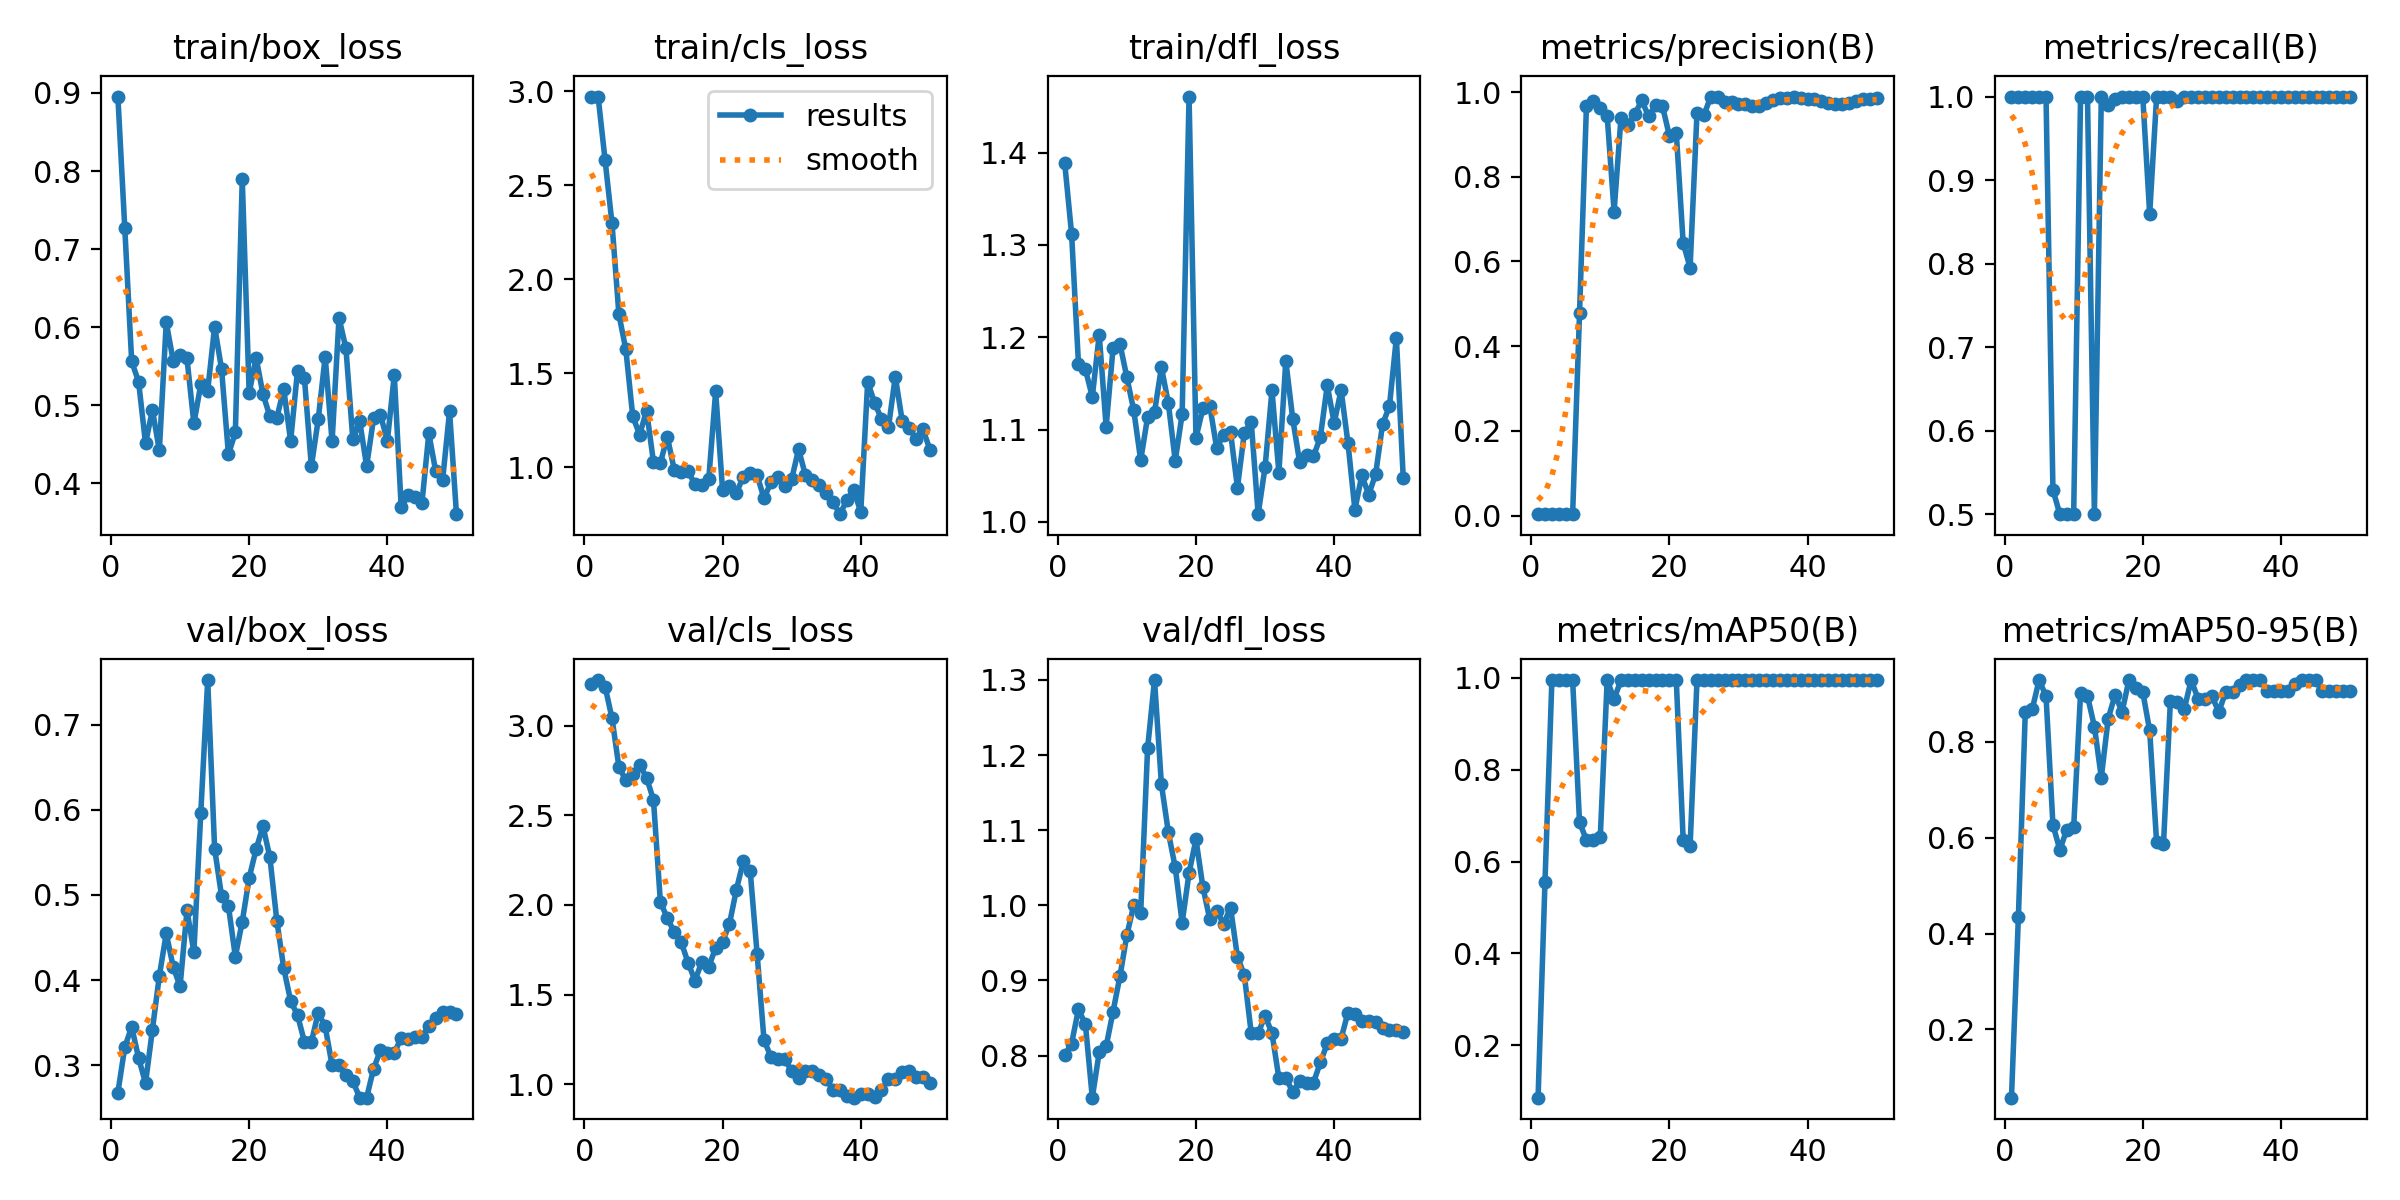 train/box_loss
train/cls_loss
train/dfl_loss
metrics/precision(B)
metrics/recall(B)
0.9
0.8
0.7
0.6
0.5
0.4
0 20 40
3.0
2.5
2.0
1.5
1.0
0 20 40
results
smooth
1.4
1.3
1.2
1.1
1.0
0 20 40
1.0
0.8
0.6
0.4
0.2
0.0
0 20 40
1.0
0.9
0.8
0.7
0.6
0.5
0 20 40
val/box_loss
val/cls_loss
val/dfl_loss
metrics/mAP50(B)
metrics/mAP50-95(B)
0.7
0.6
0.5
0.4
0.3
0 20 40
3.0
2.5
2.0
1.5
1.0
0 20 40
1.3
1.2
1.1
1.0
0.9
0.8
0 20 40
1.0
0.8
0.6
0.4
0.2
0 20 40
0.8
0.6
0.4
0.2
0 20 40